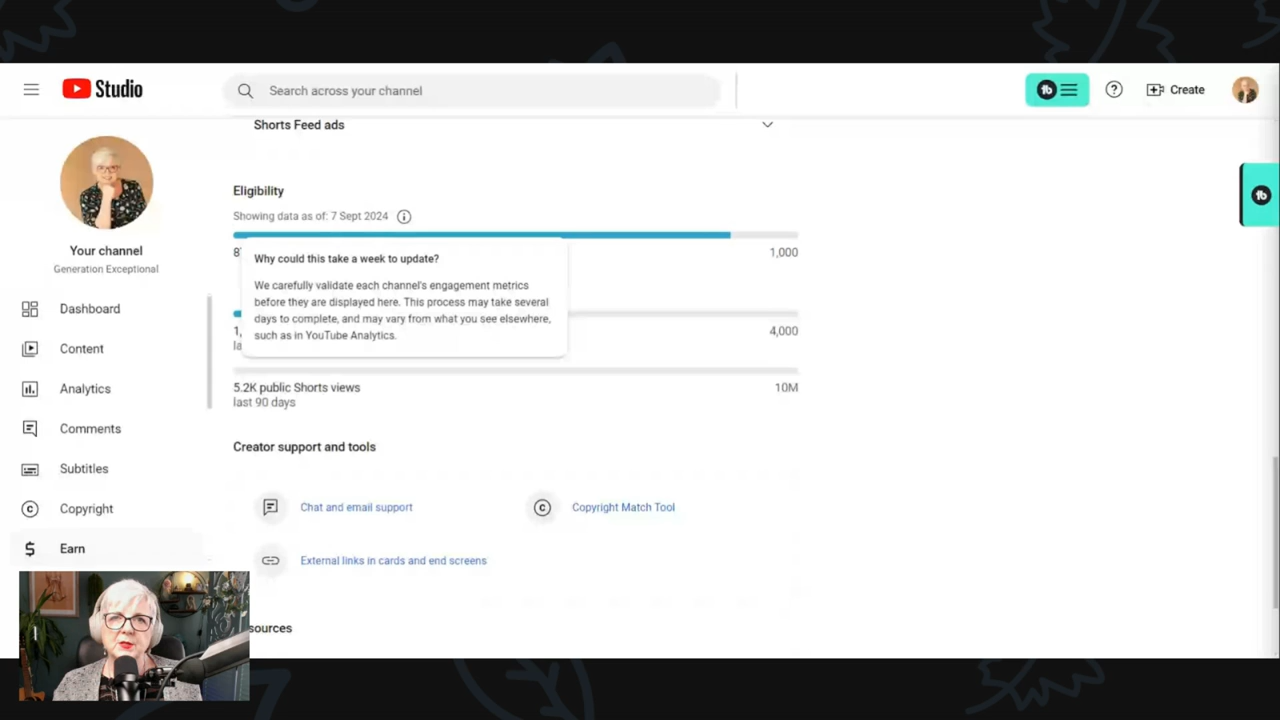 Studio
Search across your channel
Create
Shorts Feed ads
Eligibility
Showing data as of: 7 Sept 2024
1,000
Your channel
Generation Exceptional
Why could this take a week to update?
We carefully validate each channel's engagement metrics
before they are displayed here. This process may take several
days to complete, and may vary from what you see elsewhere,
such as in YouTube Analytics.
4,000
5.2K public Shorts views
10M
last 90 days
Dashboard
Content
Analytics
Comments
Subtitles
Copyright
Earn
Creator support and tools
Chat and email support
Copyright Match Tool
External links in cards and end screens
sources